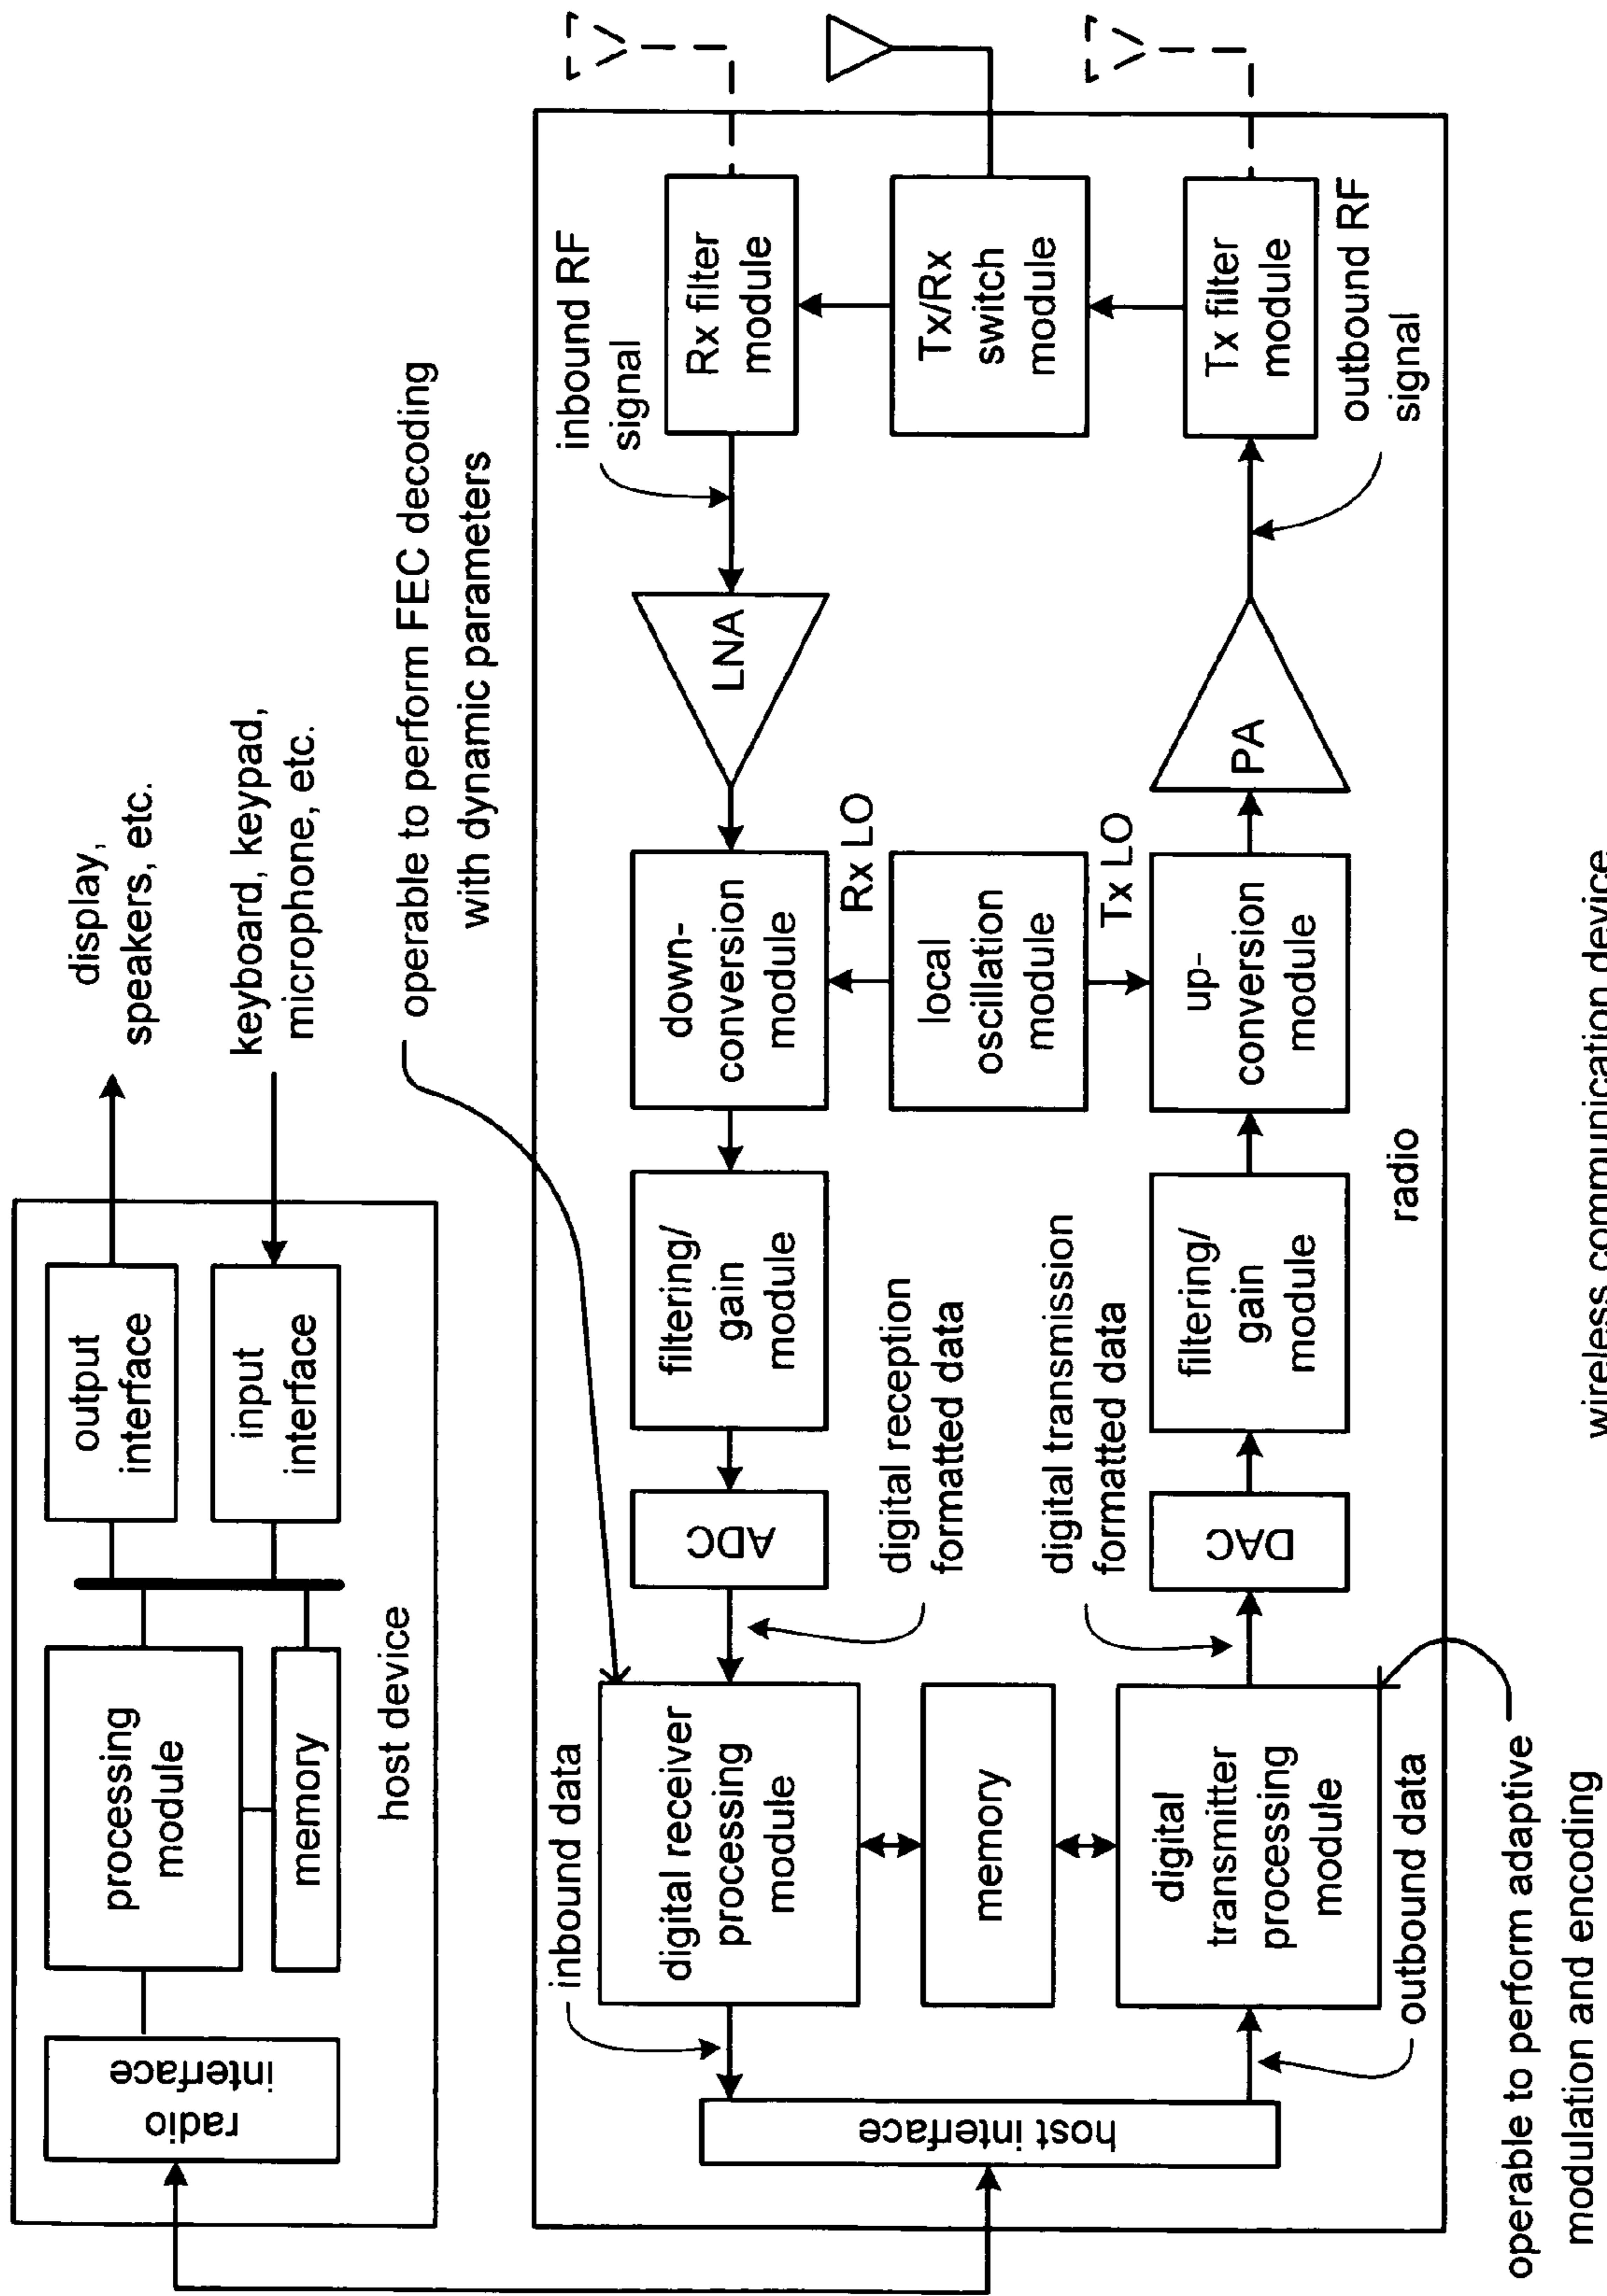 display,
speakers, etc.
keyboard, keypad,
microphone, etc.
output
interface
input
interface
processing
module
memory
radio
interface
host device
operable to perform FEC decoding
with dynamic parameters
inbound RF
signal
Rx filter
module
Tx/Rx
switch
module
Tx filter
module
outbound RF
signal
LNA
PA
down-
conversion
module
Rx LO
local
oscillation
module
Tx LO
up-
conversion
module
filtering/
gain
module
filtering/
gain
module
radio
ADC
digital reception
formatted data
digital transmission
formatted data
DAC
inbound data
digital receiver
processing
module
memory
digital
transmitter
processing
module
outbound data
host interface
operable to perform adaptive
modulation and encoding
wireless communication device